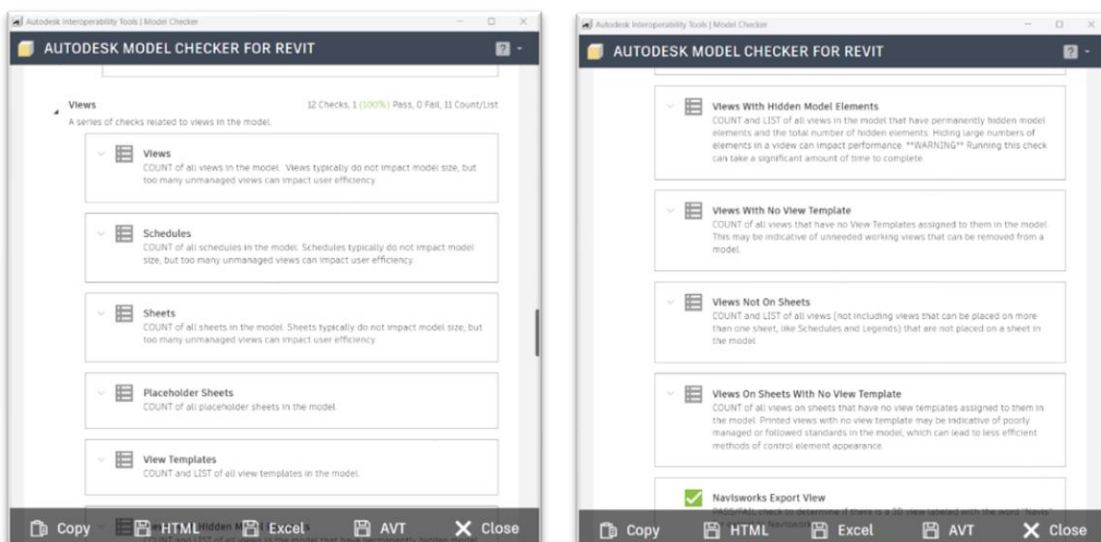 Autodesk Interoperability Tools | Model Checker
AUTODESK MODEL CHECKER FOR REVIT
Views 12 Checks, 1 (100%) Pass, 0 Fail, 11 Count/List
A series of checks related to views in the model.
Views
COUNT of all views in the model. Views typically do not impact model size, but
too many unmanaged views can impact user efficiency.
Schedules
COUNT of all schedules in the model. Schedules typically do not impact model
size, but too many unmanaged views can impact user efficiency.
Sheets
COUNT of all sheets in the model. Sheets typically do not impact model size, but
too many unmanaged views can impact user efficiency.
Placeholder Sheets
COUNT of all placeholder sheets in the model.
View Templates
COUNT and LIST of all view templates in the model.
Copy HTML Excel AVT Close
Autodesk Interoperability Tools | Model Checker
AUTODESK MODEL CHECKER FOR REVIT
Views With Hidden Model Elements
COUNT and LIST of all views in the model that have permanently hidden model
elements and the total number of hidden elements. Hiding large numbers of
elements in a videw can impact performance. **WARNING** Running this check
can take a significant amount of time to complete.
Views With No View Template
COUNT of all views that have no View Templates assigned to them in the model.
This may be indicative of unneeded working views that can be removed from a
model.
Views Not On Sheets
COUNT and LIST of all views (not including views that can be placed on more
than one sheet, like Schedules and Legends) that are not placed on a sheet in
the model.
Views On Sheets With No View Template
COUNT of all views on sheets that have no view templates assigned to them in
the model. Printed views with no view template may be indicative of poorly
managed or followed standards in the model, which can lead to less efficient
methods of control element appearance.
Navisworks Export View
PASS/FAIL check to determine if there is a 3D view labeled with the word "Navis"
Copy HTML Excel AVT Close